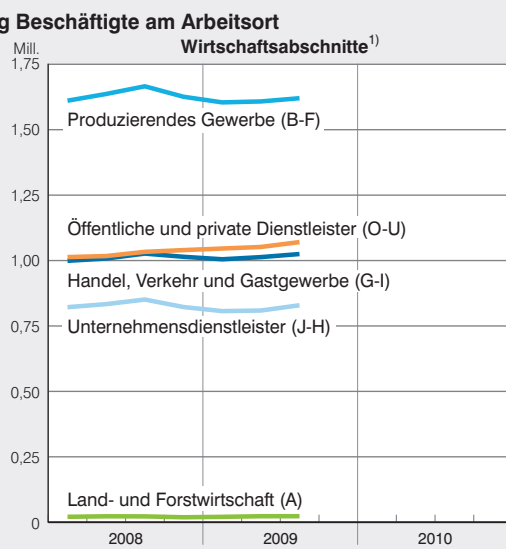 g Beschäftigte am Arbeitsort
Mill.
Wirtschaftsabschnitte1)
1,75
Produzierendes Gewerbe (B-F)
1,50
1,25
Öffentliche und private Dienstleister (O-U)
1,00
Handel, Verkehr und Gastgewerbe (G-I)
0,75
Unternehmensdienstleister (J-H)
0,50
0,25
Land- und Forstwirtschaft (A)
0
2008 2009 2010